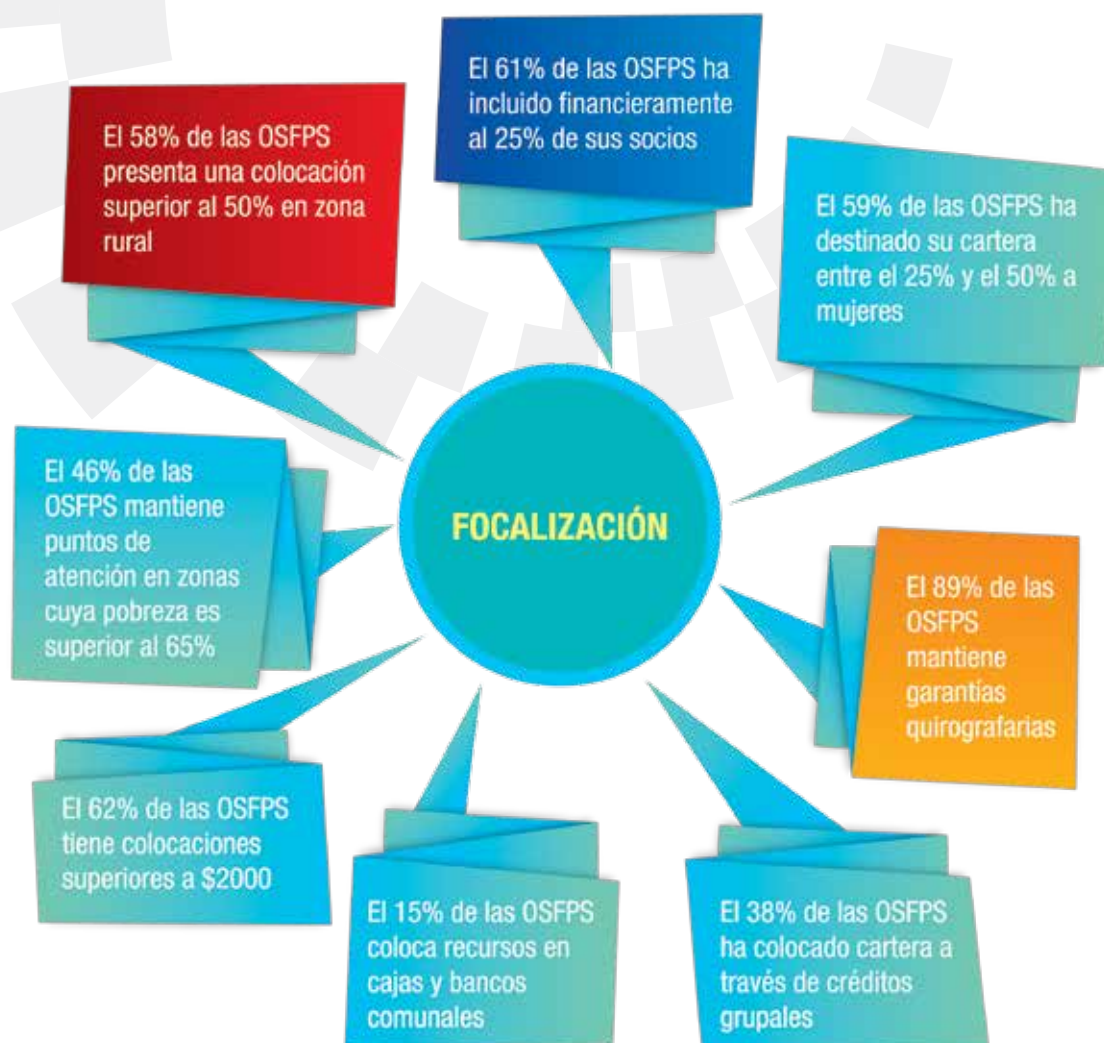 El 61% de las OSFPS ha
incluido financieramente
al 25% de sus socios
El 58% de las OSFPS
presenta una colocación
superior al 50% en zona
rural
El 59% de las OSFPS ha
destinado su cartera
entre el 25% y el 50% a
mujeres
FOCALIZACIÓN
El 46% de las
OSFPS mantiene
puntos de
atención en zonas
cuya pobreza es
superior al 65%
El 89% de las
OSFPS
mantiene
garantías
quirografarias
El 62% de las OSFPS
tiene colocaciones
superiores a $2000
El 15% de las OSFPS
coloca recursos en
cajas y bancos
comunales
El 38% de las OSFPS
ha colocado cartera a
través de créditos
grupales